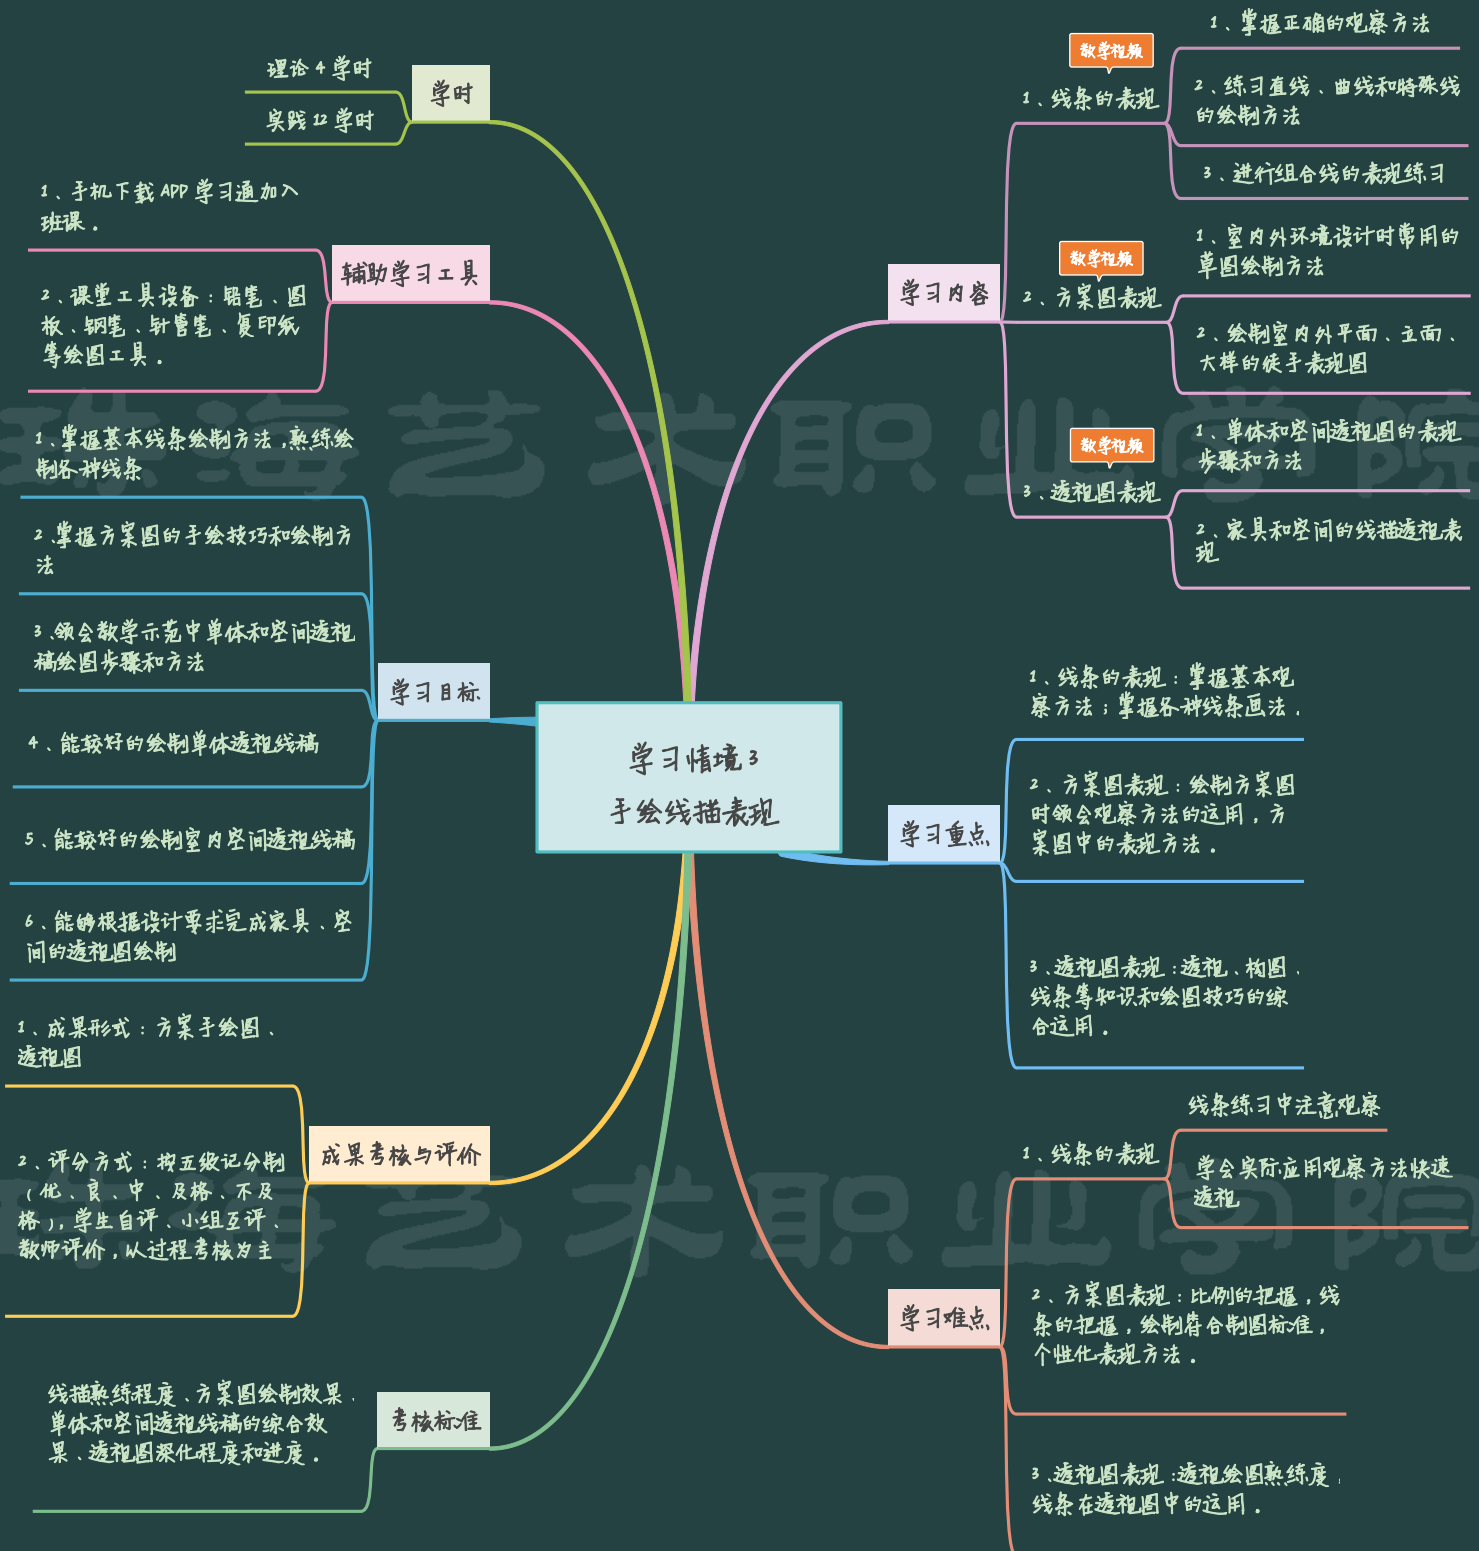 学习情境3
手绘线描表现
学时
理论4学时
实践12学时
辅助学习工具
1、手机下载APP学习通加入
班课。
2、课堂工具设备：铅笔、图
板、钢笔、针管笔、复印纸
等绘图工具。
学习目标
1、掌握基本线条绘制方法，熟练绘
制各种线条
2、掌握方案图的手绘技巧和绘制方
法
3、领会教学示范中单体和空间透视
稿绘图步骤和方法
4、能较好的绘制单体透视线稿
5、能较好的绘制室内空间透视线稿
6、能够根据设计要求完成家具、空
间的透视图绘制
成果考核与评价
1、成果形式：方案手绘图、
透视图
2、评分方式：按五级记分制
（优、良、中、及格、不及
格），学生自评、小组互评、
教师评价，从过程考核为主
考核标准
线描熟练程度、方案图绘制效果、
单体和空间透视线稿的综合效
果、透视图深化程度和进度。
学习内容
教学视频
1、线条的表现
1、掌握正确的观察方法
2、练习直线、曲线和特殊线
的绘制方法
3、进行组合线的表现练习
教学视频
2、方案图表现
1、室内外环境设计时常用的
草图绘制方法
2、绘制室内外平面、立面、
大样的徒手表现图
教学视频
3、透视图表现
1、单体和空间透视图的表现
步骤和方法
2、家具和空间的线描透视表
现
学习重点
1、线条的表现：掌握基本观
察方法；掌握各种线条画法．
2、方案图表现：绘制方案图
时领会观察方法的运用，方
案图中的表现方法。
3、透视图表现：透视、构图、
线条等知识和绘图技巧的综
合运用。
学习难点
1、线条的表现
线条练习中注意观察
学会实际应用观察方法快速
透视
2、方案图表现：比例的把握，线
条的把握，绘制符合制图标准，
个性化表现方法。
3、透视图表现：透视绘图熟练度，
线条在透视图中的运用。
珠海艺术职业学院
珠海艺术职业学院